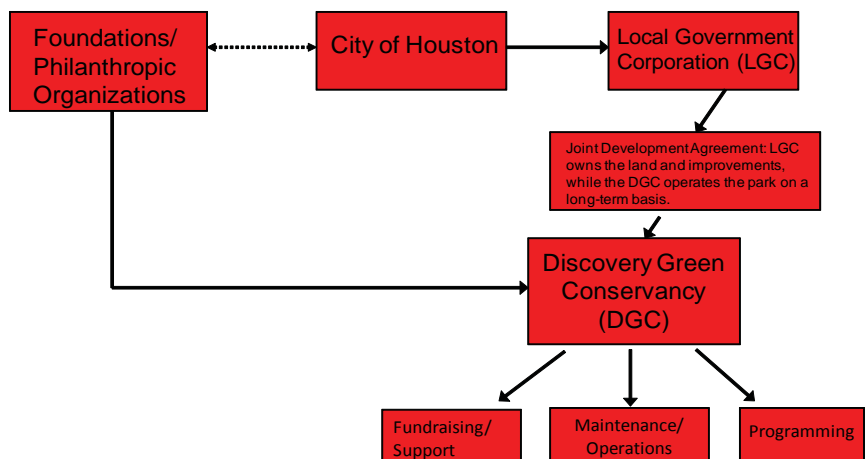 Foundations/
Philanthropic
Organizations
City of Houston
Local Government
Corporation (LGC)
Joint Development Agreement: LGC
owns the land and improvements,
while the DGC operates the park on a
long-term basis.
Discovery Green
Conservancy
(DGC)
Fundraising/
Support
Maintenance/
Operations
Programming